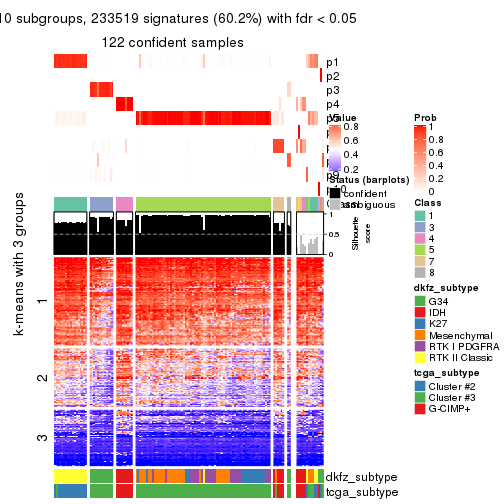 10 subgroups, 233519 signatures (60.2%) with fdr < 0.05
122 confident samples
p1
p2
p3
p4
Value
0.8
0.6
0.4
0.2
Prob
1
0.8
0.6
0.4
0.2
0
Status (barplots)
confident
ambiguous
1
0.5
0
Silhouette
score
Class
1
3
4
5
7
8
k-means with 3 groups
1
2
3
dkfz_subtype
G34
IDH
K27
Mesenchymal
RTK I PDGFRA
RTK II Classic
tcga_subtype
Cluster #2
Cluster #3
G-CIMP+
dkfz_subtype
tcga_subtype